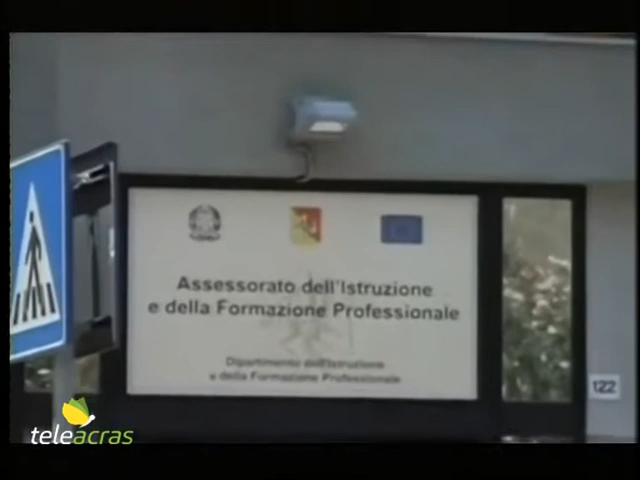 Assessorato dell'Istruzione
e della Formazione Professionale
Dipartimento dell'Istruzione
e della Formazione Professionale
122
teleacras